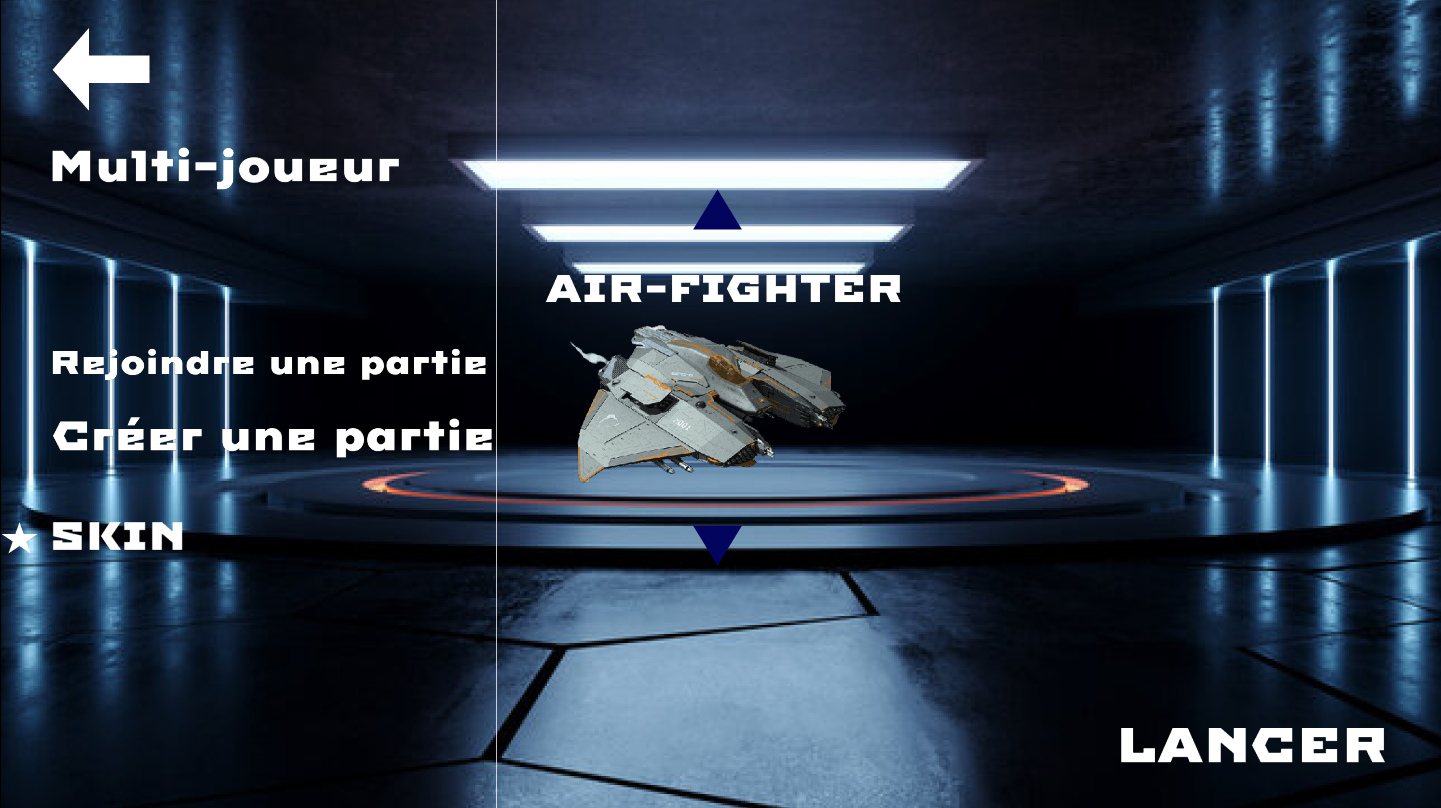 Multi-joueur
AIR-FIGHTER
Rejoindre une partie
Créer une partie
SKIN
LANCER